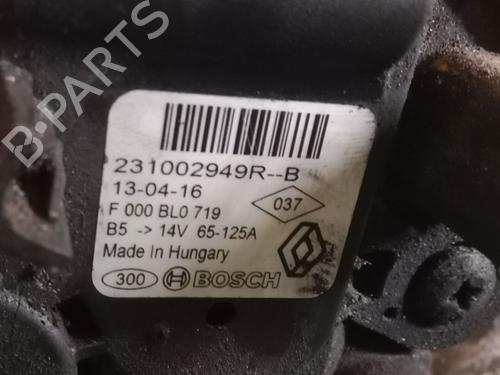 B-PARTS
231002949R--B
13-04-16
F 000 BL0 719
037
B5 -> 14V 65-125A
Made in Hungary
300 BOSCH